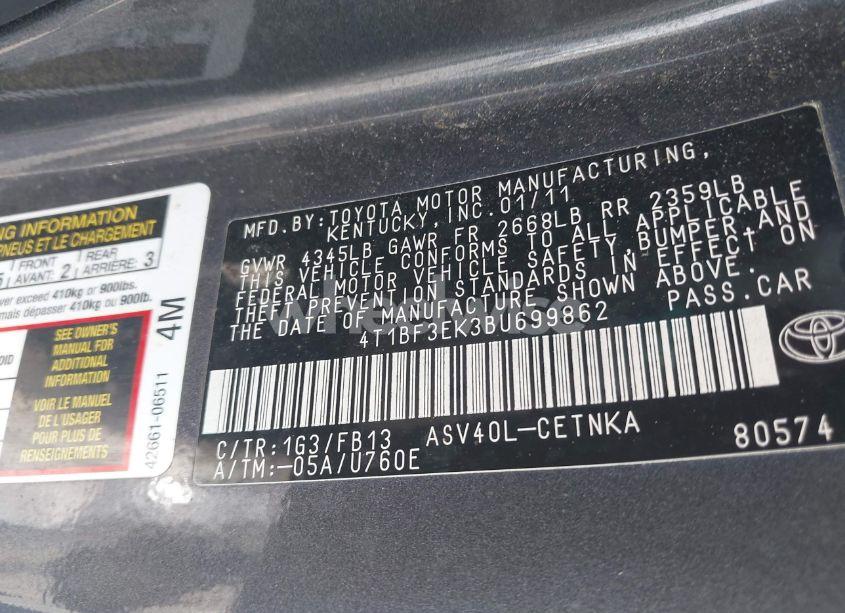 NG INFORMATION
PNEUS ET LE CHARGEMENT
FRONT
AVANT: 2
REAR
ARRIÈRE: 3
ver exceed 410kg or 900lbs.
mais dépasser 410kg ou 900lbs.
SEE OWNER'S
MANUAL FOR
ADDITIONAL
INFORMATION
VOIR LE MANUEL
DE L'USAGER
POUR PLUS DE
RENSEIGNEMENTS
42661-06511
4M
MFD.BY:TOYOTA MOTOR MANUFACTURING,
KENTUCKY, INC.01/11
GVWR 4345LB GAWR FR 2668LB RR 2359LB
THIS VEHICLE CONFORMS TO ALL APPLICABLE
FEDERAL MOTOR VEHICLE SAFETY,BUMPER,AND
THEFT PREVENTION STANDARDS IN EFFECT ON
THE DATE OF MANUFACTURE SHOWN ABOVE.
4T1BF3EK3BU699862 PASS.CAR
C/TR:1G3/FB13 ASV40L-CETNKA
A/TM:-05A/U760E 80574